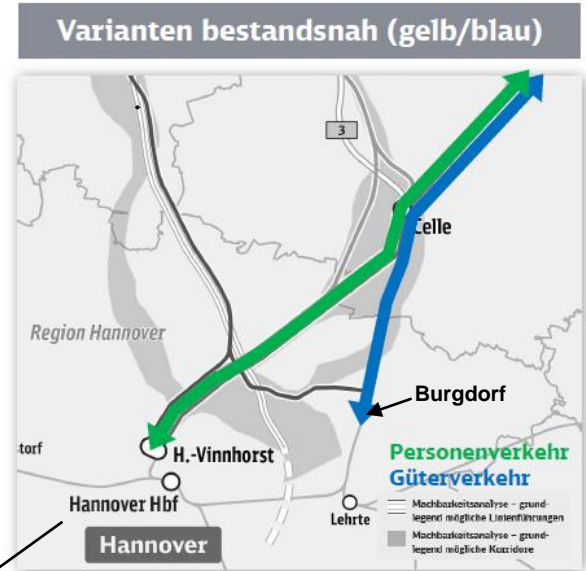 Varianten bestandsnah (gelb/blau)
3
Celle
Region Hannover
Burgdorf
torf
H.-Vinnhorst
Personenverkehr
Güterverkehr
Hannover Hbf
Lehrte
Machbarkeitsanalyse – grund-
legend mögliche Linienführungen
Machbarkeitsanalyse – grund-
legend mögliche Korridore
Hannover